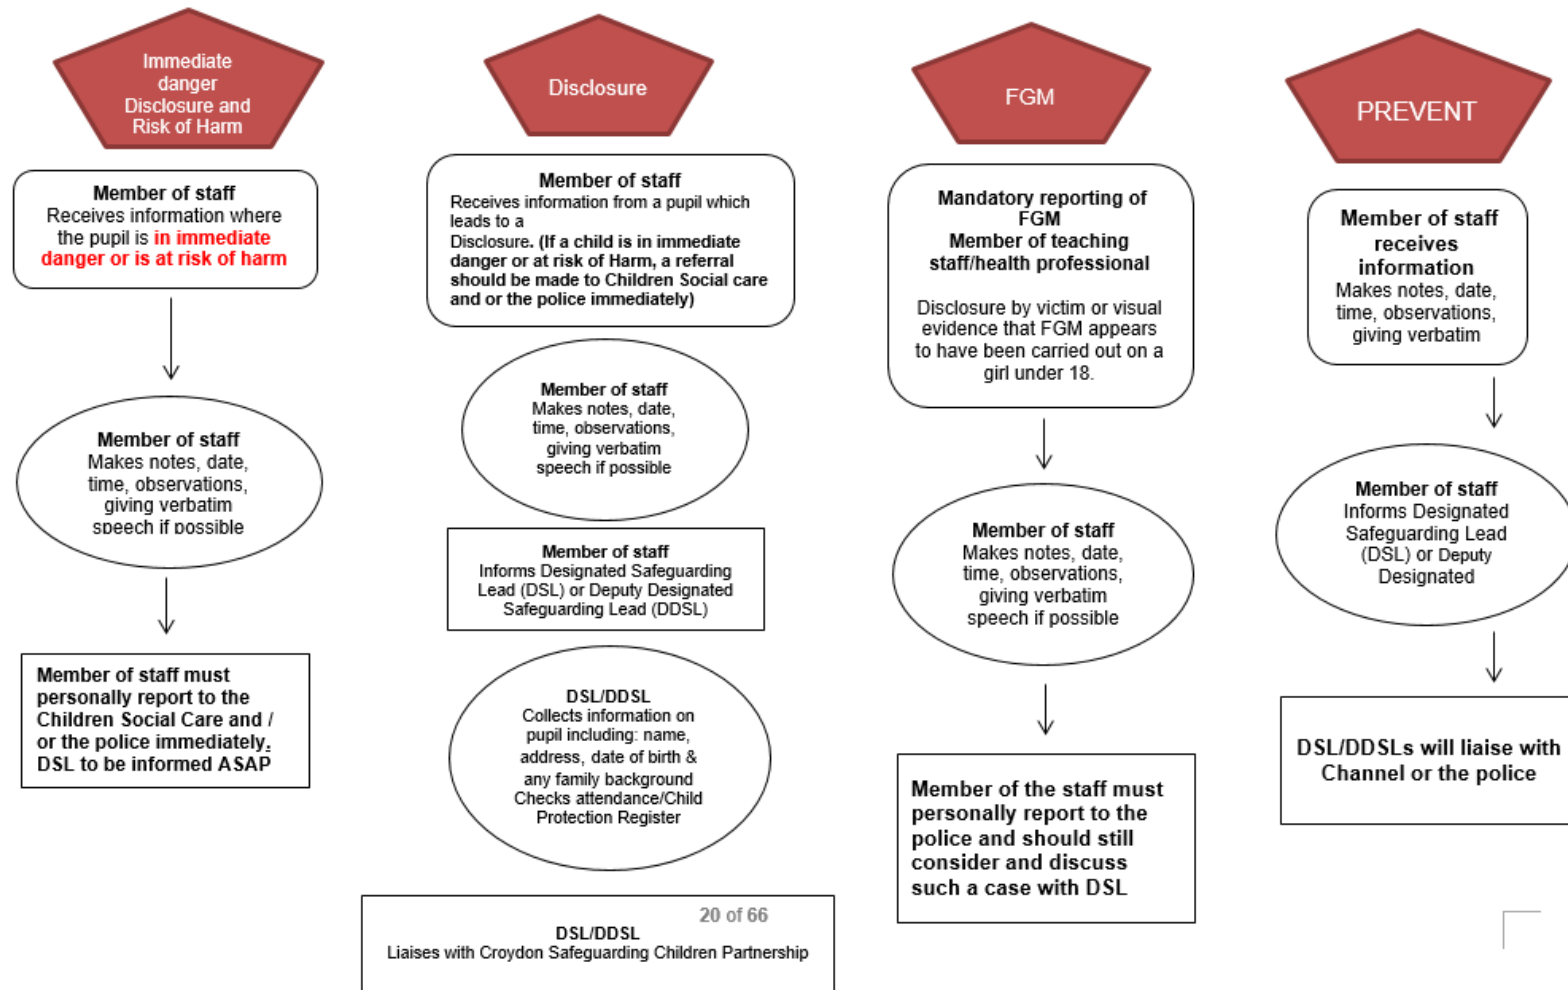 Immediate
danger
Disclosure and
Risk of Harm
Member of staff
Receives information where
the pupil is in immediate
danger or is at risk of harm
Member of staff
Makes notes, date,
time, observations,
giving verbatim
speech if possible
Member of staff must
personally report to the
Children Social Care and /
or the police immediately.
DSL to be informed ASAP
Disclosure
Member of staff
Receives information from a pupil which
leads to a
Disclosure. (If a child is in immediate
danger or at risk of Harm, a referral
should be made to Children Social care
and or the police immediately)
Member of staff
Makes notes, date,
time, observations,
giving verbatim
speech if possible
Member of staff
Informs Designated Safeguarding
Lead (DSL) or Deputy Designated
Safeguarding Lead (DDSL)
DSL/DDSL
Collects information on
pupil including: name,
address, date of birth &
any family background
Checks attendance/Child
Protection Register
20 of 66
DSL/DDSL
Liaises with Croydon Safeguarding Children Partnership
FGM
Mandatory reporting of
FGM
Member of teaching
staff/health professional
Disclosure by victim or visual
evidence that FGM appears
to have been carried out on a
girl under 18.
Member of staff
Makes notes, date,
time, observations,
giving verbatim
speech if possible
Member of the staff must
personally report to the
police and should still
consider and discuss
such a case with DSL
PREVENT
Member of staff
receives
information
Makes notes, date,
time, observations,
giving verbatim
Member of staff
Informs Designated
Safeguarding Lead
(DSL) or Deputy
Designated
DSL/DDSLs will liaise with
Channel or the police